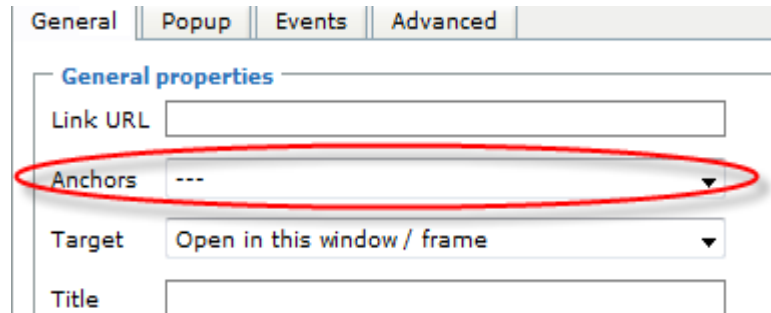 General Popup Events Advanced
General properties
Link URL
Anchors ---
Target Open in this window / frame
Title